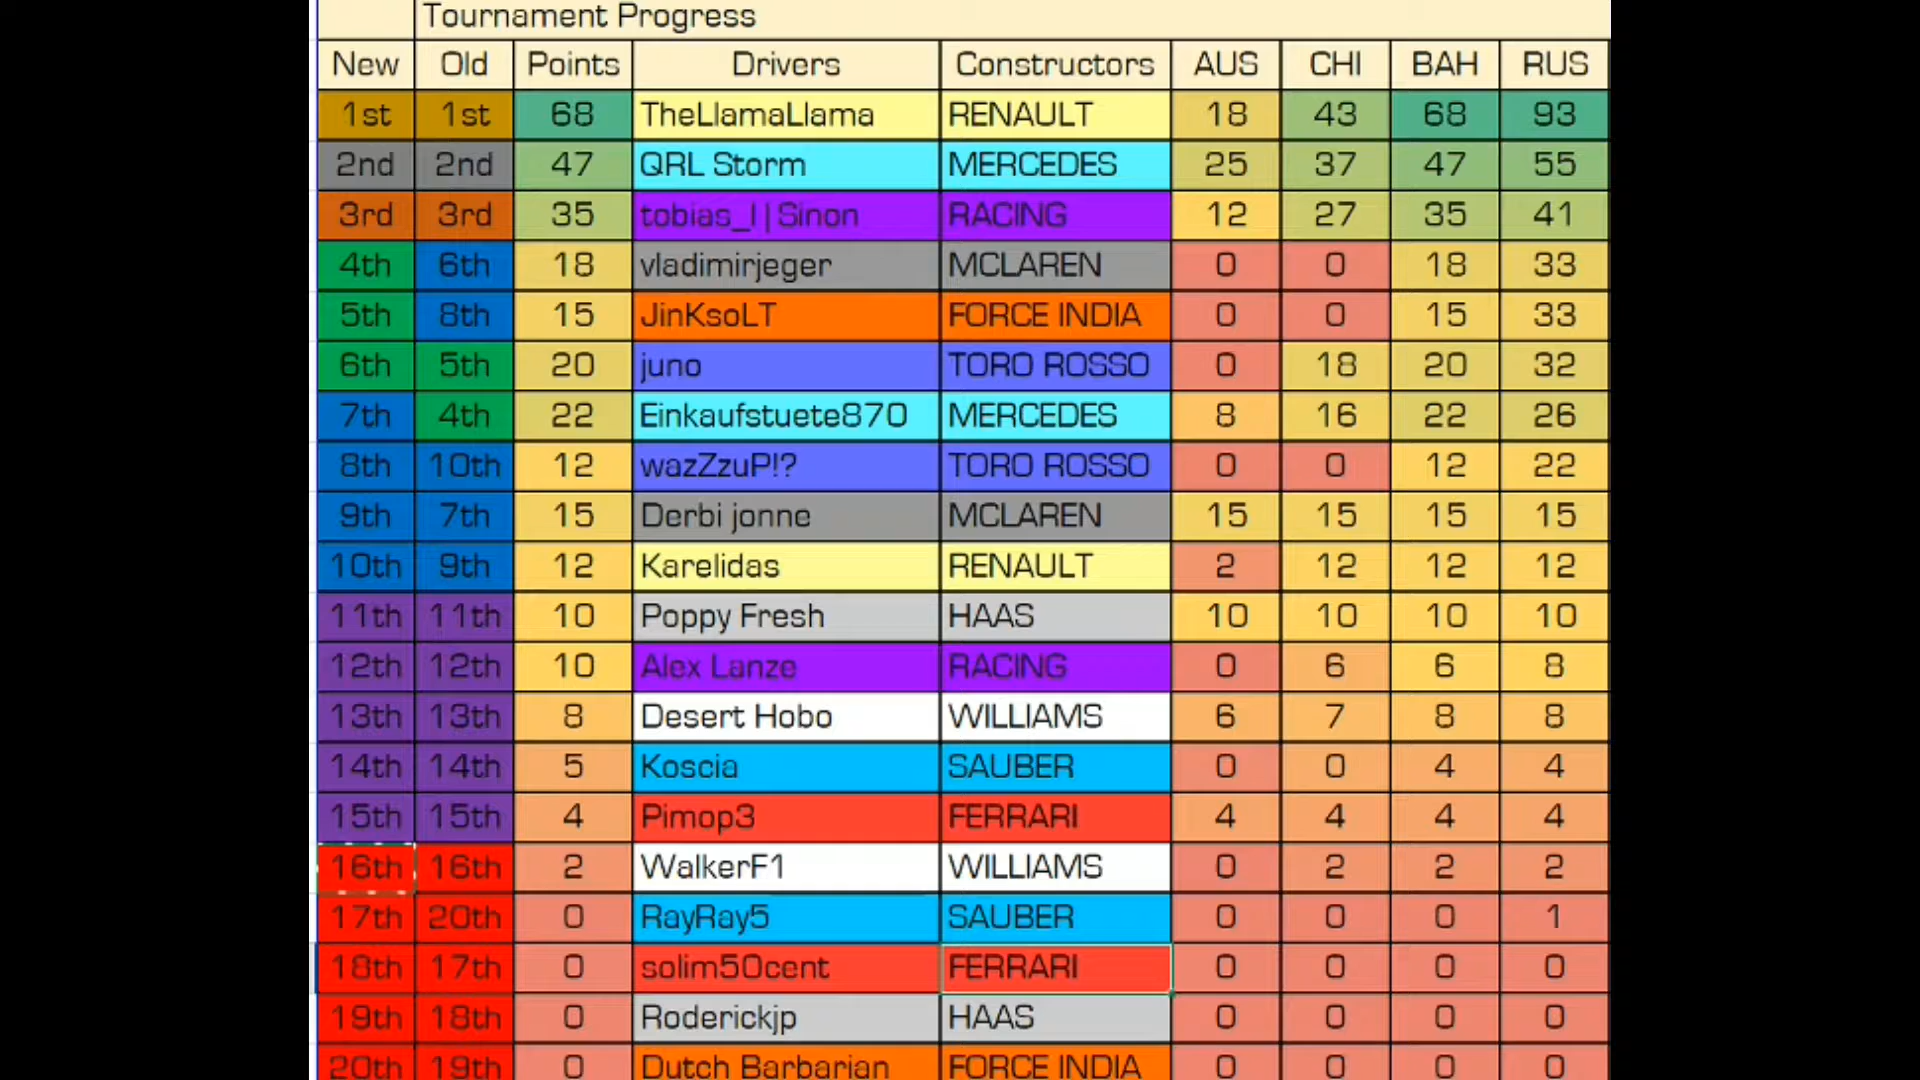 Tournament Progress
New Old Points Drivers Constructors AUS CHI BAH RUS
1st 1st 68 TheLlamaLlama RENAULT 18 43 68 93
2nd 2nd 47 QRL Storm MERCEDES 25 37 47 55
3rd 3rd 35 tobias_l|Sinon RACING 12 27 35 41
4th 6th 18 vladimirjeger MCLAREN 0 0 18 33
5th 8th 15 JinKsoLT FORCE INDIA 0 0 15 33
6th 5th 20 juno TORO ROSSO 0 18 20 32
7th 4th 22 Einkaufstuete870 MERCEDES 8 16 22 26
8th 10th 12 wazZzuP!? TORO ROSSO 0 0 12 22
9th 7th 15 Derbi jonne MCLAREN 15 15 15 15
10th 9th 12 Karelidas RENAULT 2 12 12 12
11th 11th 10 Poppy Fresh HAAS 10 10 10 10
12th 12th 10 Alex Lanze RACING 0 6 6 8
13th 13th 8 Desert Hobo WILLIAMS 6 7 8 8
14th 14th 5 Koscia SAUBER 0 0 4 4
15th 15th 4 Pimop3 FERRARI 4 4 4 4
16th 16th 2 WalkerF1 WILLIAMS 0 2 2 2
17th 20th 0 RayRay5 SAUBER 0 0 0 1
18th 17th 0 solim50cent FERRARI 0 0 0 0
19th 18th 0 Roderickjp HAAS 0 0 0 0
20th 19th 0 Dutch Barbarian FORCE INDIA 0 0 0 0